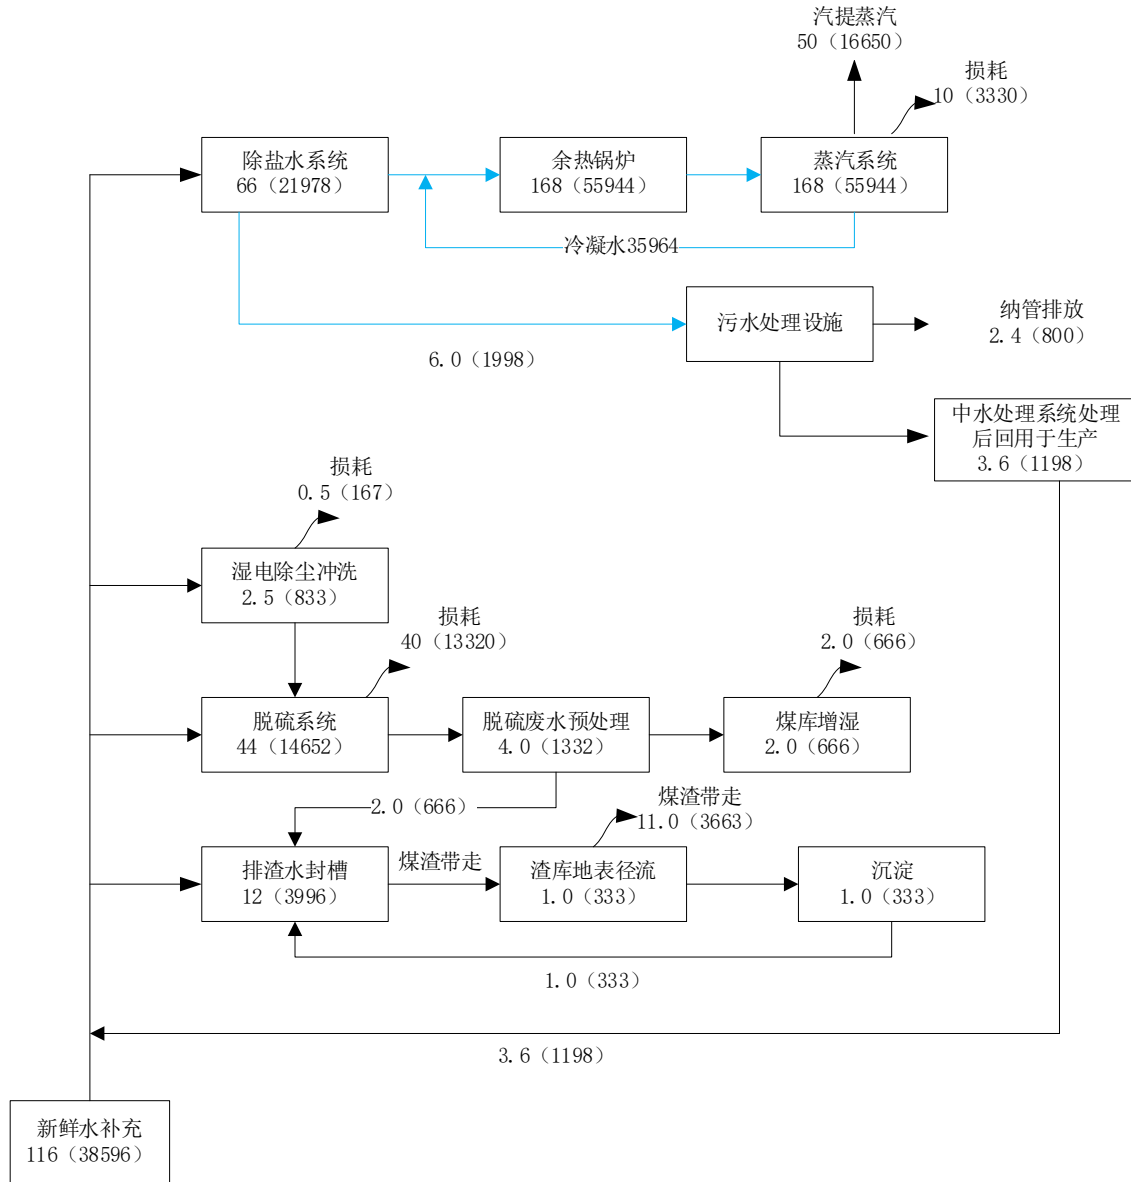 汽提蒸汽
50（16650）
损耗
10（3330）
除盐水系统
66（21978）
余热锅炉
168（55944）
蒸汽系统
168（55944）
冷凝水35964
污水处理设施
纳管排放
2.4（800）
6.0（1998）
中水处理系统处理
后回用于生产
3.6（1198）
损耗
0.5（167）
湿电除尘冲洗
2.5（833）
损耗
40（13320）
损耗
2.0（666）
脱硫系统
44（14652）
脱硫废水预处理
4.0（1332）
煤库增湿
2.0（666）
2.0（666）
煤渣带走
11.0（3663）
排渣水封槽
12（3996）
煤渣带走
渣库地表径流
1.0（333）
沉淀
1.0（333）
1.0（333）
3.6（1198）
新鲜水补充
116（38596）